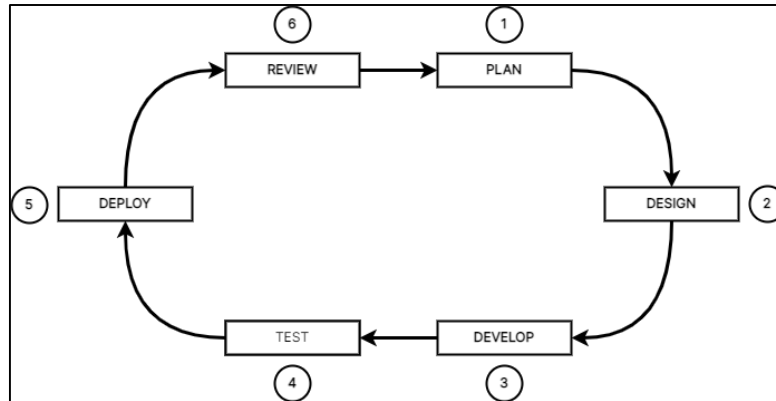 6
1
REVIEW
PLAN
5
DEPLOY
DESIGN
2
TEST
DEVELOP
4
3